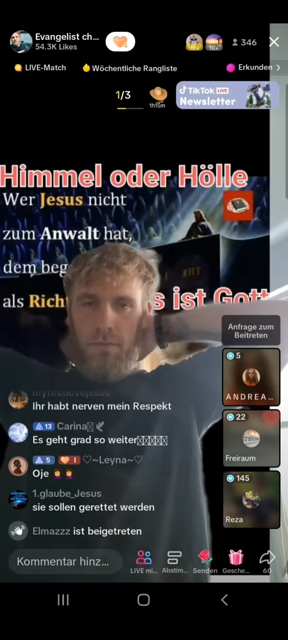 Evangelist ch...
54.3K Likes
10+
346
LIVE-Match
Wöchentliche Rangliste
Erkunden
1/3
1h15m
TikTok LIVE
Newsletter
Himmel oder Hölle
Wer Jesus nicht
zum Anwalt hat,
dem beg
als Rich
s ist Gott
THE
Anfrage zum
Beitreten
5
ANDREA...
22
Freiraum
145
Reza
Ihr habt nerven mein Respekt
13 Carina
Es geht grad so weiter
5 1 ♡~Leyna~♡
Oje
1.glaube_Jesus
sie sollen gerettet werden
Elmazzz ist beigetreten
Kommentar hinz...
LIVE mi...
Abstim...
Senden
Gesche...
60